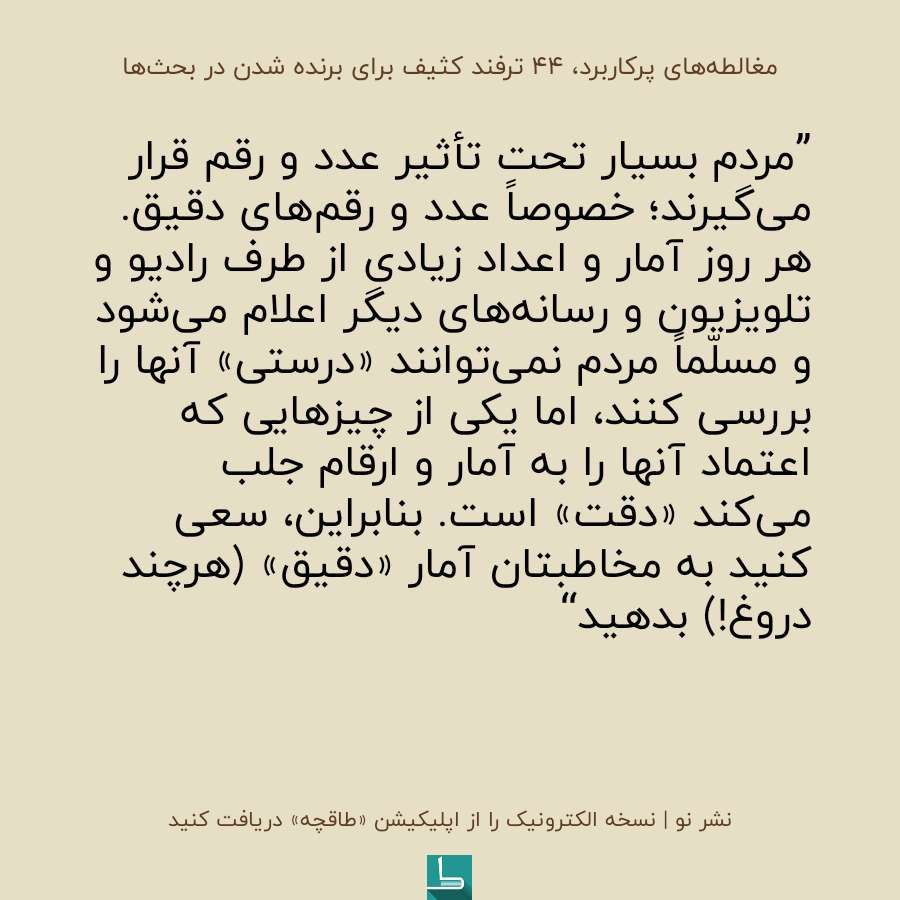 مغالطه‌های پرکاربرد، ۴۴ ترفند کثیف برای برنده شدن در بحث‌ها
”مردم بسیار تحت تأثیر عدد و رقم قرار
می‌گیرند؛ خصوصاً عدد و رقم‌های دقیق.
هر روز آمار و اعداد زیادی از طرف رادیو و
تلویزیون و رسانه‌های دیگر اعلام می‌شود
و مسلّماً مردم نمی‌توانند «درستی» آنها را
بررسی کنند، اما یکی از چیزهایی که
اعتماد آنها را به آمار و ارقام جلب
می‌کند «دقت» است. بنابراین، سعی
کنید به مخاطبتان آمار «دقیق» (هرچند
دروغ!) بدهید“
نشر نو | نسخه الکترونیک را از اپلیکیشن «طاقچه» دریافت کنید